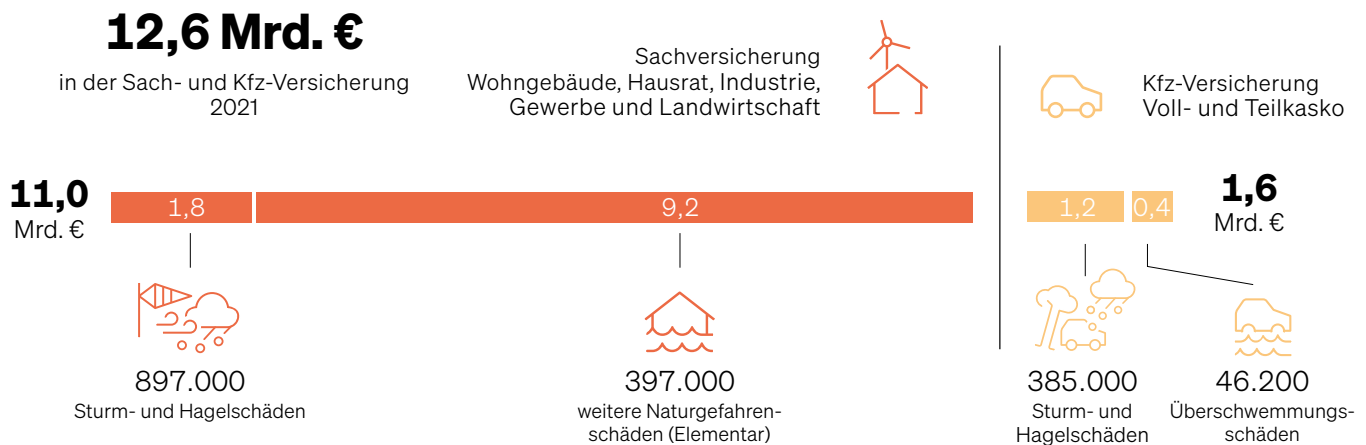 12,6 Mrd. €
in der Sach- und Kfz-Versicherung
2021
Sachversicherung
Wohngebäude, Hausrat, Industrie,
Gewerbe und Landwirtschaft
Kfz-Versicherung
Voll- und Teilkasko
11,0
Mrd. €
1,8
9,2
1,2
0,4
1,6
Mrd. €
897.000
Sturm- und Hagelschäden
397.000
weitere Naturgefahren-
schäden (Elementar)
385.000
Sturm- und
Hagelschäden
46.200
Überschwemmungs-
schäden